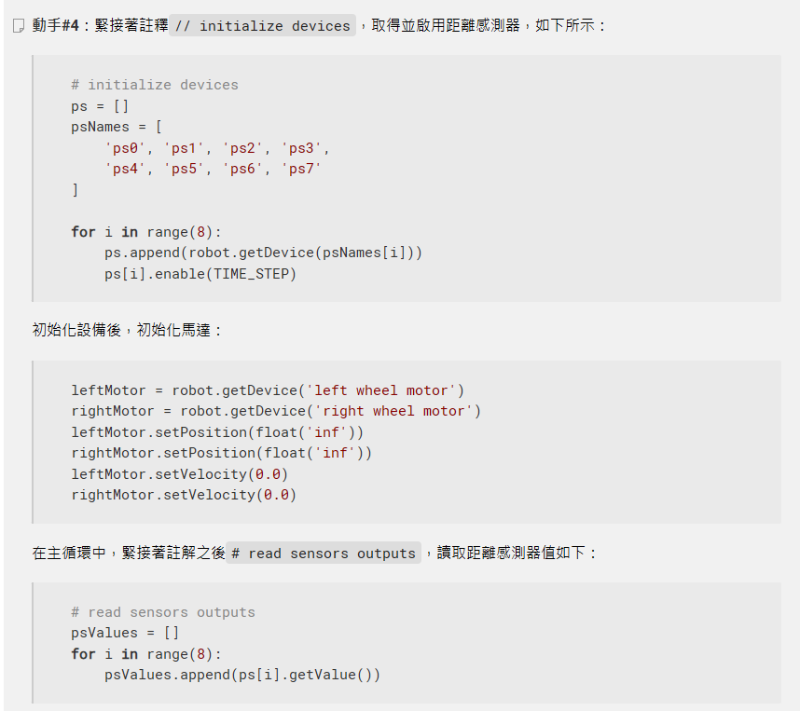 動手#4：緊接著註釋 // initialize devices ，取得並啟用距離感測器，如下所示：
# initialize devices
ps = []
psNames = [
    'ps0', 'ps1', 'ps2', 'ps3',
    'ps4', 'ps5', 'ps6', 'ps7'
]
for i in range(8):
    ps.append(robot.getDevice(psNames[i]))
    ps[i].enable(TIME_STEP)
初始化設備後，初始化馬達：
leftMotor = robot.getDevice('left wheel motor')
rightMotor = robot.getDevice('right wheel motor')
leftMotor.setPosition(float('inf'))
rightMotor.setPosition(float('inf'))
leftMotor.setVelocity(0.0)
rightMotor.setVelocity(0.0)
在主循環中，緊接著註解之後 # read sensors outputs ，讀取距離感測器值如下：
# read sensors outputs
psValues = []
for i in range(8):
    psValues.append(ps[i].getValue())